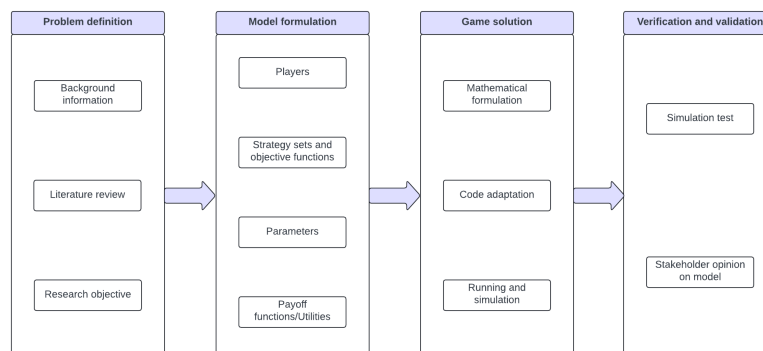 Problem definition
Background
information
Literature review
Research objective
Model formulation
Players
Strategy sets and
objective functions
Parameters
Payoff
functions/Utilities
Game solution
Mathematical
formulation
Code adaptation
Running and
simulation
Verification and validation
Simulation test
Stakeholder opinion
on model